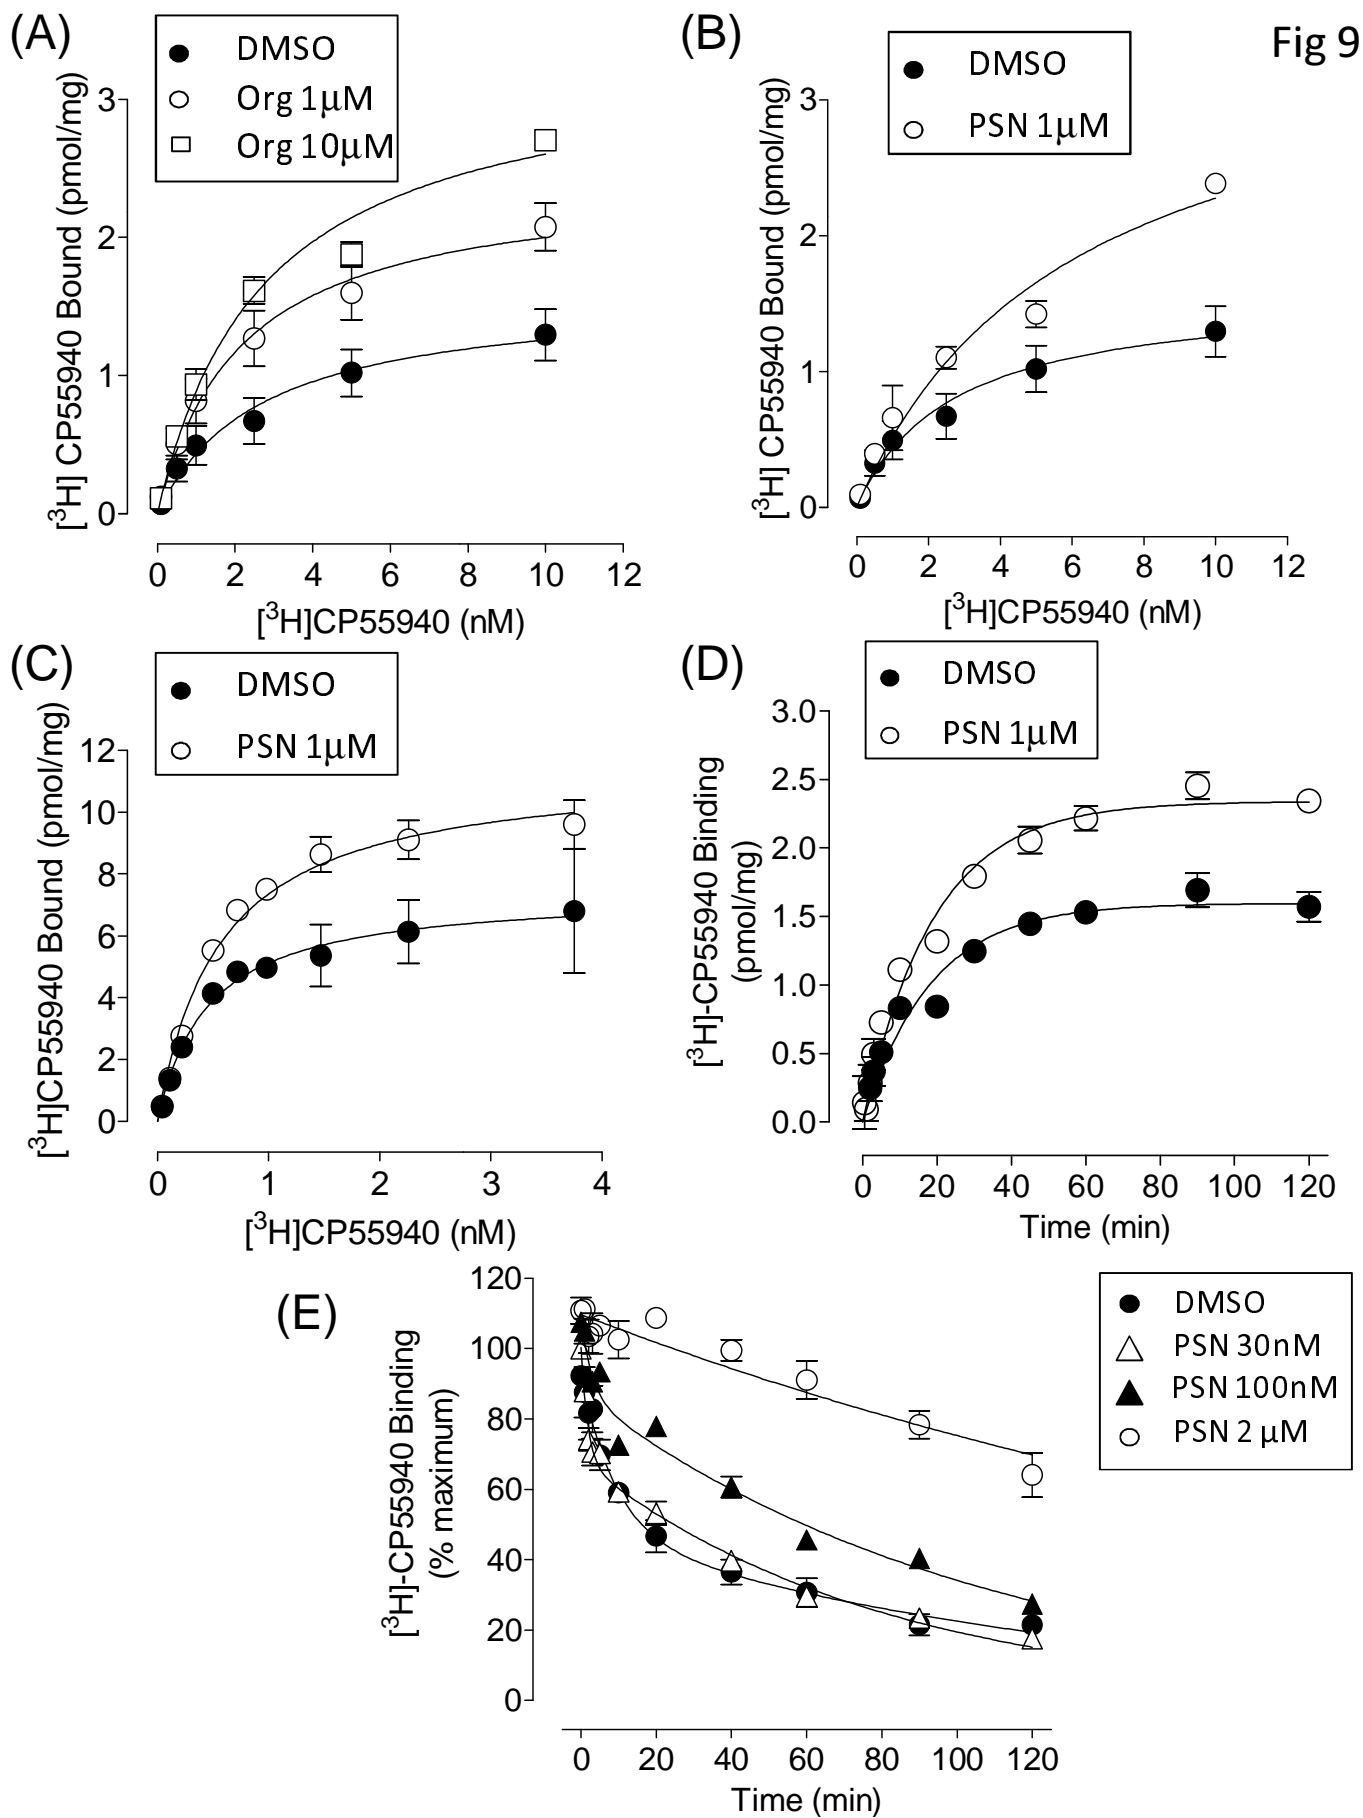 (A)
DMSO
Org 1μM
Org 10μM
[³H] CP55940 Bound (pmol/mg)
3
2
1
0
0 2 4 6 8 10 12
[³H]CP55940 (nM)
(B)
Fig 9
DMSO
PSN 1μM
[³H] CP55940 Bound (pmol/mg)
3
2
1
0
0 2 4 6 8 10 12
[³H]CP55940 (nM)
(C)
DMSO
PSN 1μM
[³H]CP55940 Bound (pmol/mg)
12
10
8
6
4
2
0
0 1 2 3 4
[³H]CP55940 (nM)
(D)
DMSO
PSN 1μM
[³H]-CP55940 Binding
(pmol/mg)
3.0
2.5
2.0
1.5
1.0
0.5
0.0
0 20 40 60 80 100 120
Time (min)
(E)
DMSO
PSN 30nM
PSN 100nM
PSN 2 μM
[³H]-CP55940 Binding
(% maximum)
120
100
80
60
40
20
0
0 20 40 60 80 100 120
Time (min)